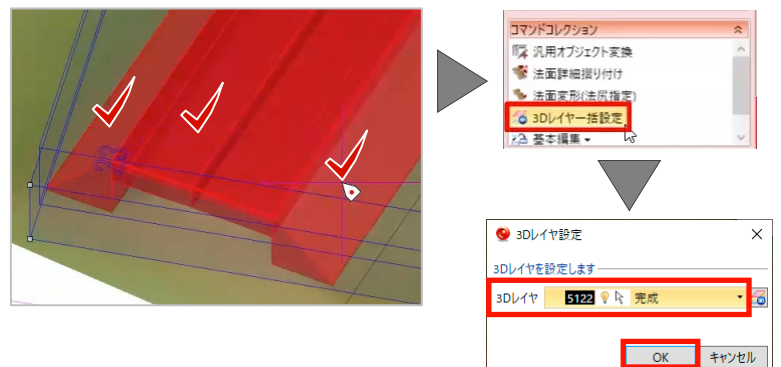 コマンドコレクション
汎用オブジェクト変換
法面詳細摺り付け
法面変形(法尻指定)
3Dレイヤー括設定
基本編集
3Dレイヤ設定
3Dレイヤを設定します
3Dレイヤ 5122 完成
OK キャンセル